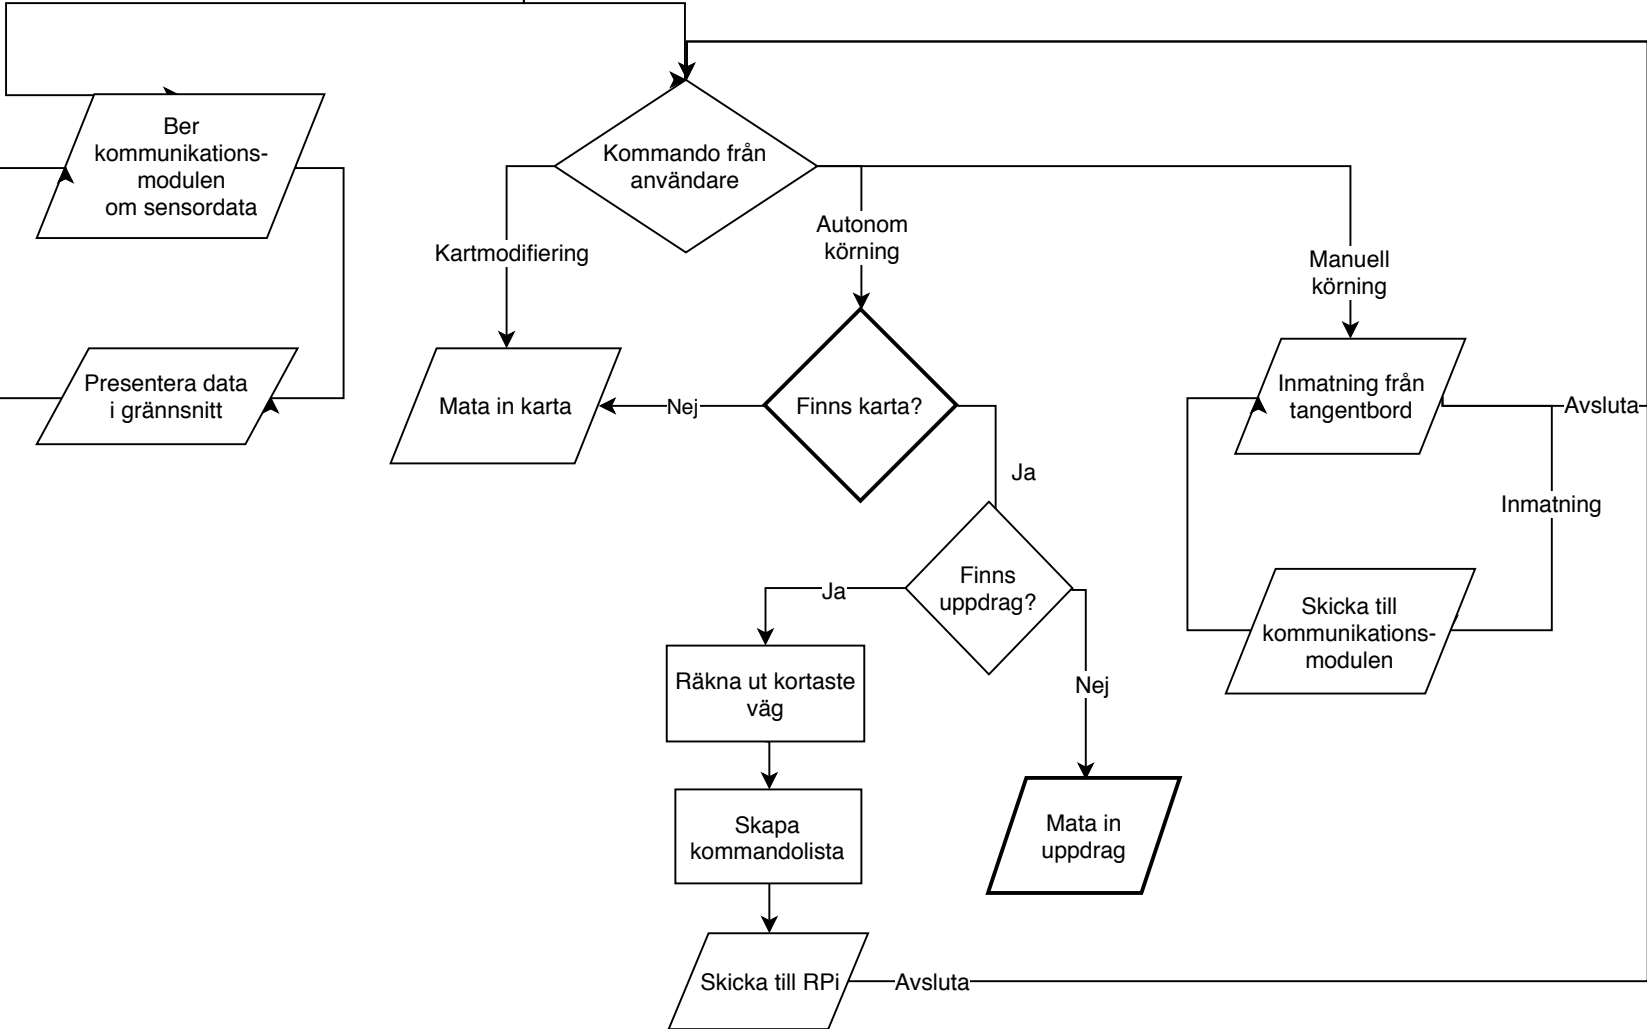 Ber
kommunikations-
modulen
om sensordata
Kommando från
användare
Kartmodifiering
Autonom
körning
Manuell
körning
Presentera data
i grännsnitt
Mata in karta
Nej
Finns karta?
Ja
Inmatning från
tangentbord
Avsluta
Inmatning
Finns
uppdrag?
Ja
Nej
Skicka till
kommunikations-
modulen
Räkna ut kortaste
väg
Skapa
kommandolista
Mata in
uppdrag
Skicka till RPi
Avsluta